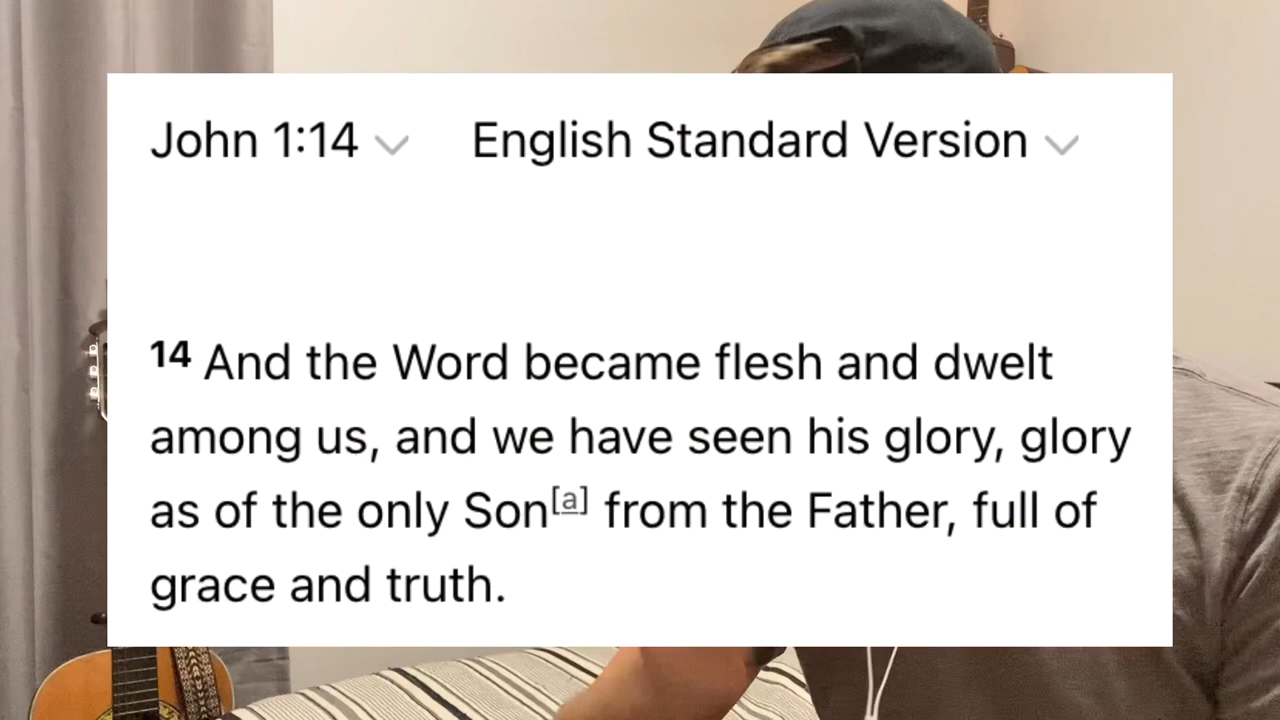 John 1:14 English Standard Version
14 And the Word became flesh and dwelt
among us, and we have seen his glory, glory
as of the only Son[a] from the Father, full of
grace and truth.